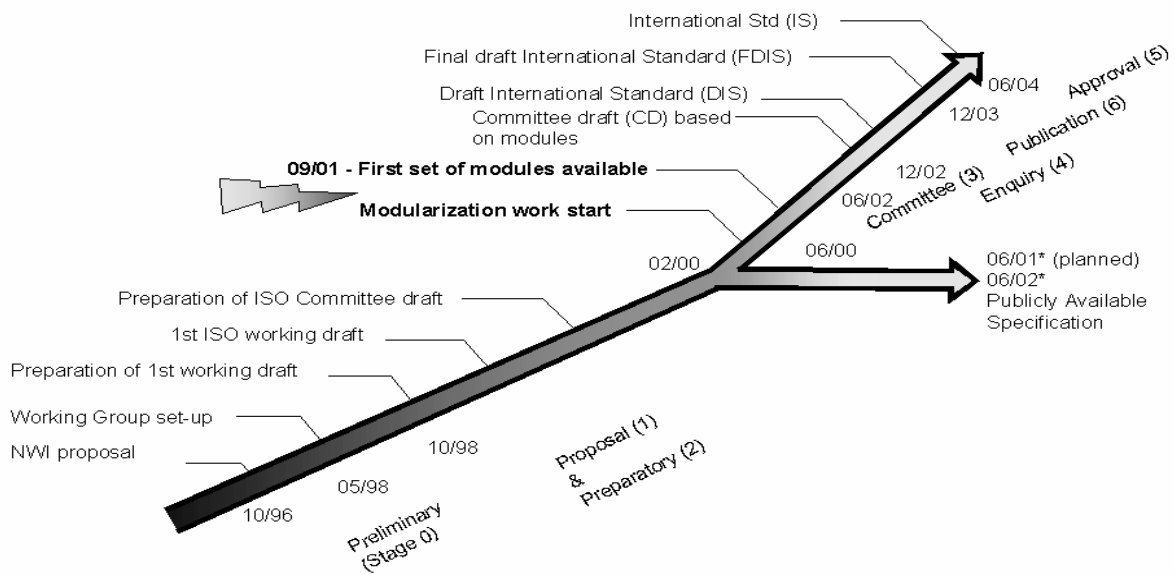 International Std (IS)
Final draft International Standard (FDIS)
Draft International Standard (DIS)
Committee draft (CD) based
on modules
09/01 - First set of modules available
Modularization work start
Preparation of ISO Committee draft
1st ISO working draft
Preparation of 1st working draft
Working Group set-up
NWI proposal
10/96
05/98
10/98
02/00
06/00
06/02
12/02
12/03
06/04
Preliminary
(Stage 0)
Proposal (1)
&
Preparatory (2)
Committee (3)
Enquiry (4)
Publication (6)
Approval (5)
06/01* (planned)
06/02*
Publicly Available
Specification